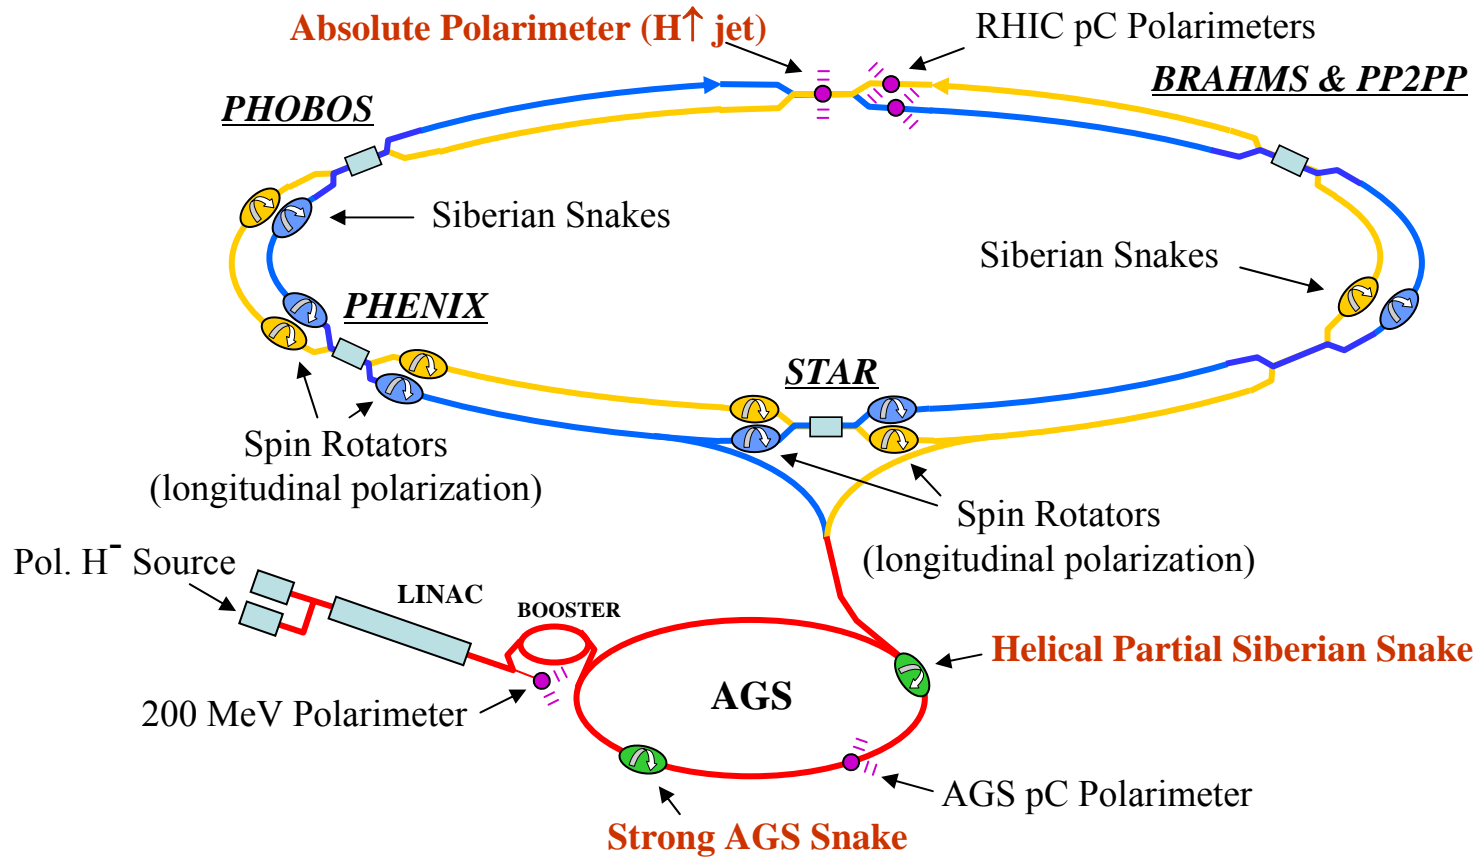 Absolute Polarimeter (H↑ jet)
RHIC pC Polarimeters
BRAHMS & PP2PP
PHOBOS
Siberian Snakes
Siberian Snakes
PHENIX
STAR
Spin Rotators
(longitudinal polarization)
Spin Rotators
(longitudinal polarization)
Pol. H⁻ Source
LINAC
BOOSTER
Helical Partial Siberian Snake
AGS
200 MeV Polarimeter
AGS pC Polarimeter
Strong AGS Snake